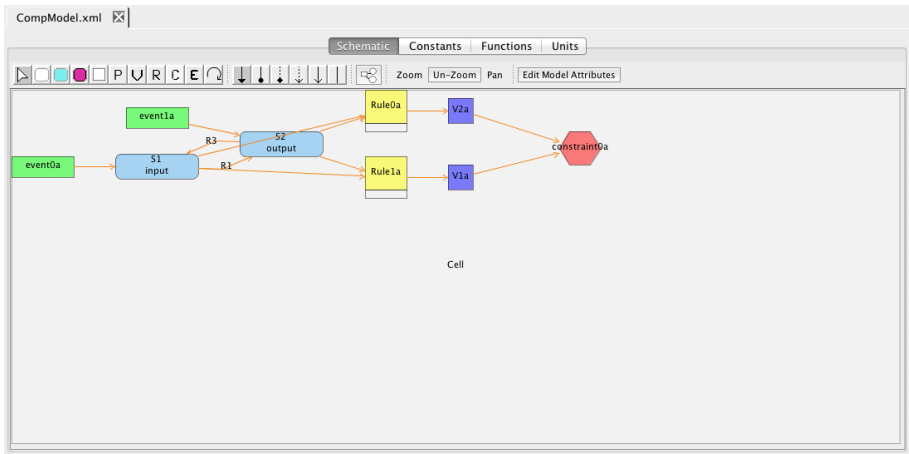 CompModel.xml
Schematic Constants Functions Units
P V R C E Zoom Un-Zoom Pan Edit Model Attributes
event1a
Rule0a
V2a
R3
S2
output
constraint0a
event0a
S1
input
R1
Rule1a
V1a
Cell